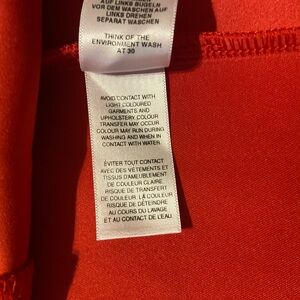 AUF LINKS BÜGELN
VOR DEM WASCHEN AUF
LINKS DREHEN
SEPARAT WASCHEN
THINK OF THE
ENVIRONMENT WASH
AT 30
AVOID CONTACT WITH
LIGHT COLOURED
GARMENTS AND
UPHOLSTERY. COLOUR
TRANSFER MAY OCCUR
COLOUR MAY RUN DURING
WASHING AND WHEN IN
CONTACT WITH WATER.
ÉVITER TOUT CONTACT
AVEC DES VÊTEMENTS ET
TISSUS D'AMEUBLEMENT
DE COULEUR CLAIRE.
RISQUE DE TRANSFERT
DE COULEUR. LA COULEUR
RISQUE DE DÉTEINDRE
AU COURS DU LAVAGE
ET AU CONTACT DE L'EAU.